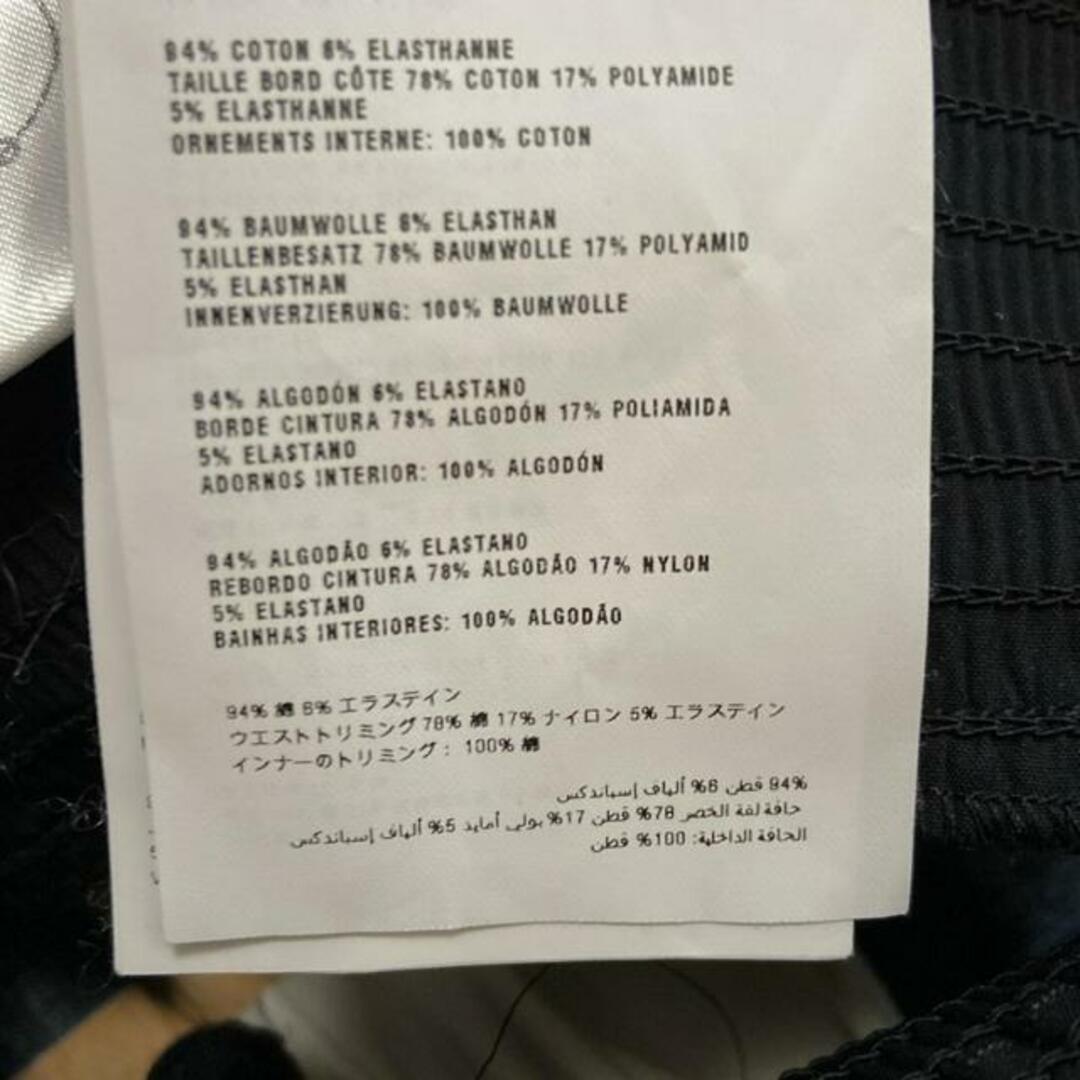 94% COTON 6% ELASTHANNE
TAILLE BORD CÔTE 78% COTON 17% POLYAMIDE
5% ELASTHANNE
ORNEMENTS INTERNE: 100% COTON
94% BAUMWOLLE 6% ELASTHAN
TAILLENBESATZ 78% BAUMWOLLE 17% POLYAMID
5% ELASTHAN
INNENVERZIERUNG: 100% BAUMWOLLE
94% ALGODÓN 6% ELASTANO
BORDE CINTURA 78% ALGODÓN 17% POLIAMIDA
5% ELASTANO
ADORNOS INTERIOR: 100% ALGODÓN
94% ALGODÃO 6% ELASTANO
REBORDO CINTURA 78% ALGODÃO 17% NYLON
5% ELASTANO
BAINHAS INTERIORES: 100% ALGODÃO
94% 綿 6% エラステイン
ウエストトリミング 78% 綿 17% ナイロン 5% エラステイン
インナーのトリミング : 100% 綿
94% قطن 6% ألياف إسباندكس
حافة لفة الخصر 78% قطن 17% بولي أمايد 5% ألياف إسباندكس
الحافة الداخلية: 100% قطن